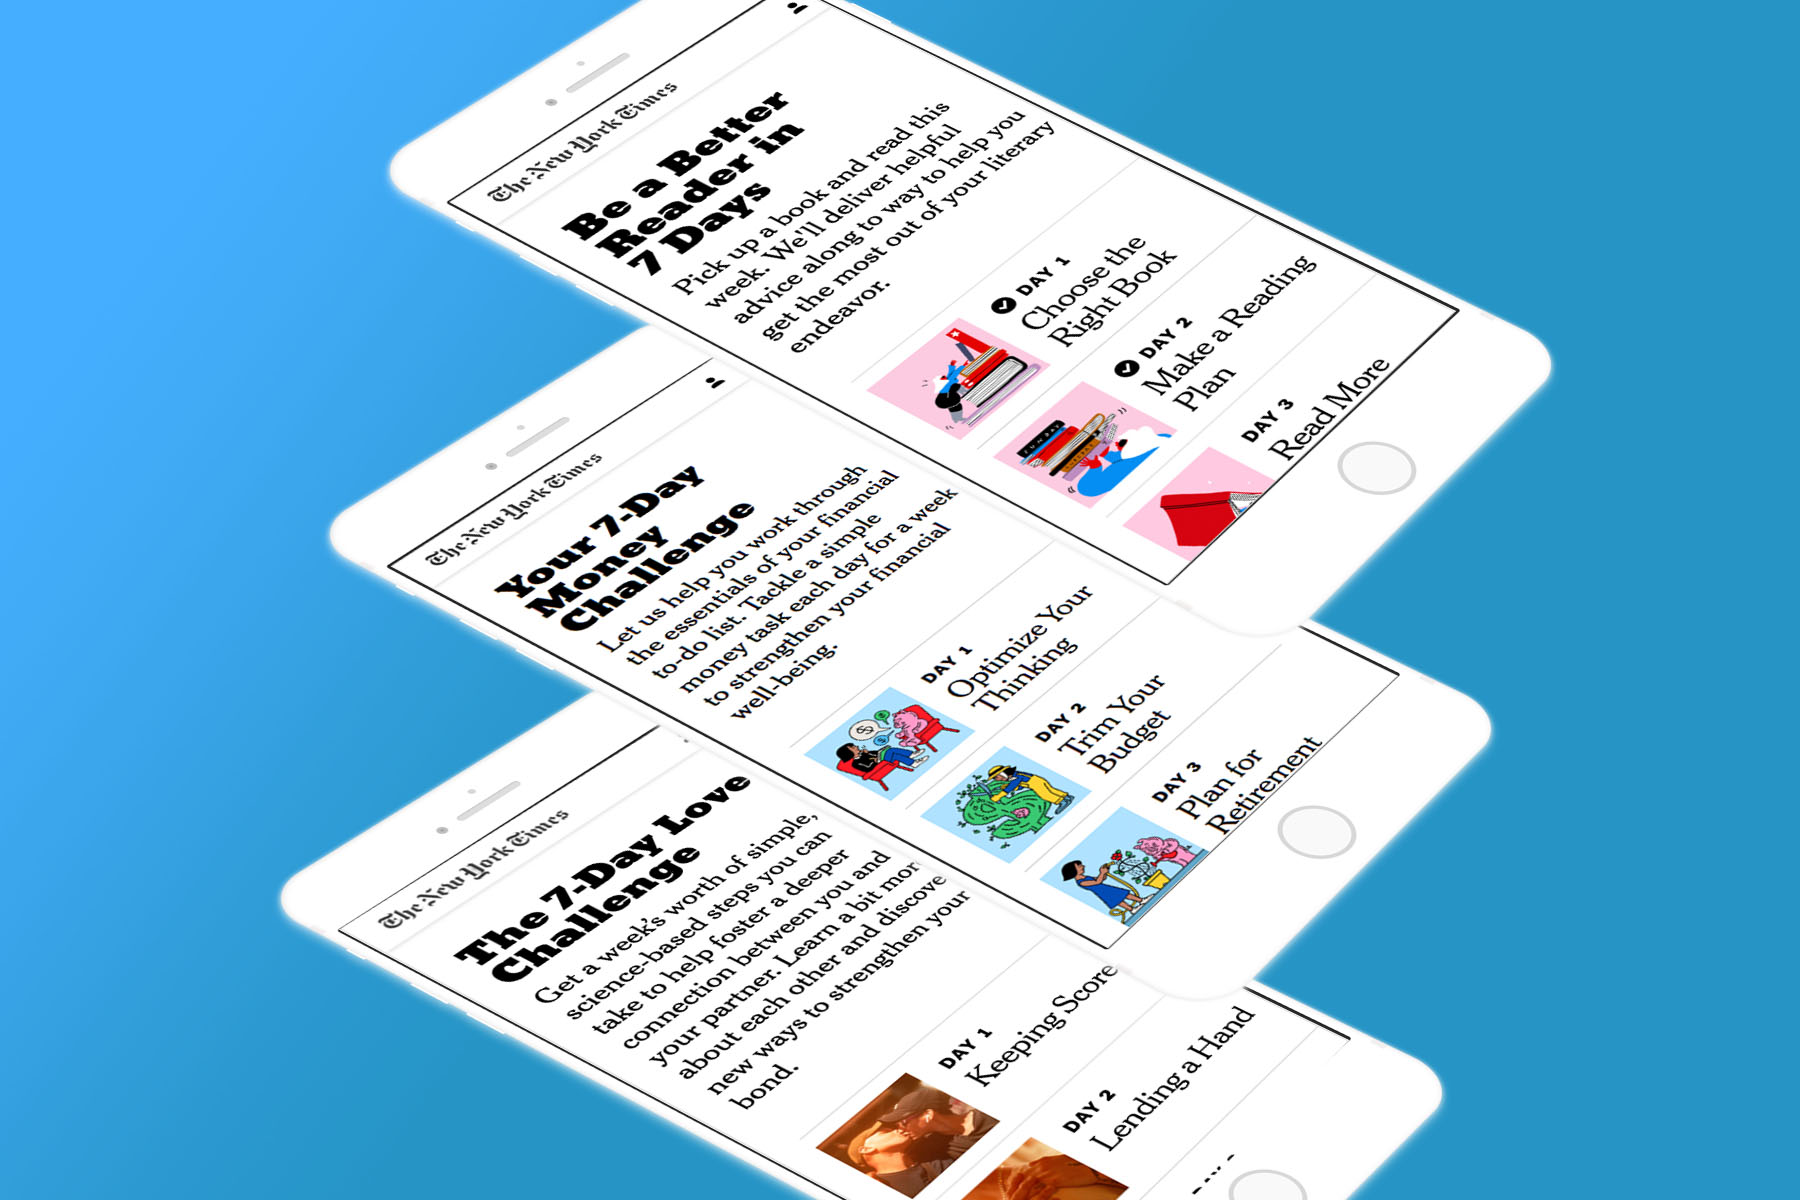 The New York Times
Be a Better
Reader in
7 Days
Pick up a book and read this
week. We'll deliver helpful
advice along to way to help you
get the most out of your literary
endeavor.
DAY 1
Choose the
Right Book
DAY 2
Make a Reading
Plan
SUNDAY
DAY 3
Read More
The New York Times
Your 7-Day
Money
Challenge
Let us help you work through
the essentials of your financial
to-do list. Tackle a simple
money task each day for a week
to strengthen your financial
well-being.
DAY 1
Optimize Your
Thinking
DAY 2
Trim Your
Budget
DAY 3
Plan for
Retirement
The New York Times
The 7-Day Love
Challenge
Get a week's worth of simple,
science-based steps you can
take to help foster a deeper
connection between you and
your partner. Learn a bit more
about each other and discover
new ways to strengthen your
bond.
DAY 1
Keeping Score
DAY 2
Lending a Hand